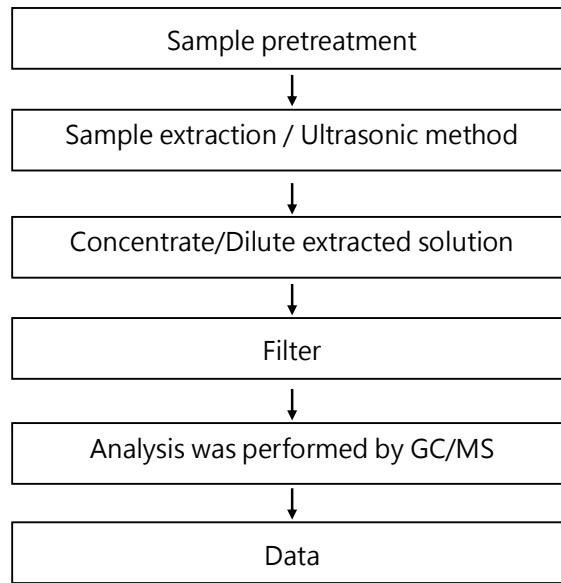 Sample pretreatment
Sample extraction / Ultrasonic method
Concentrate/Dilute extracted solution
Filter
Analysis was performed by GC/MS
Data